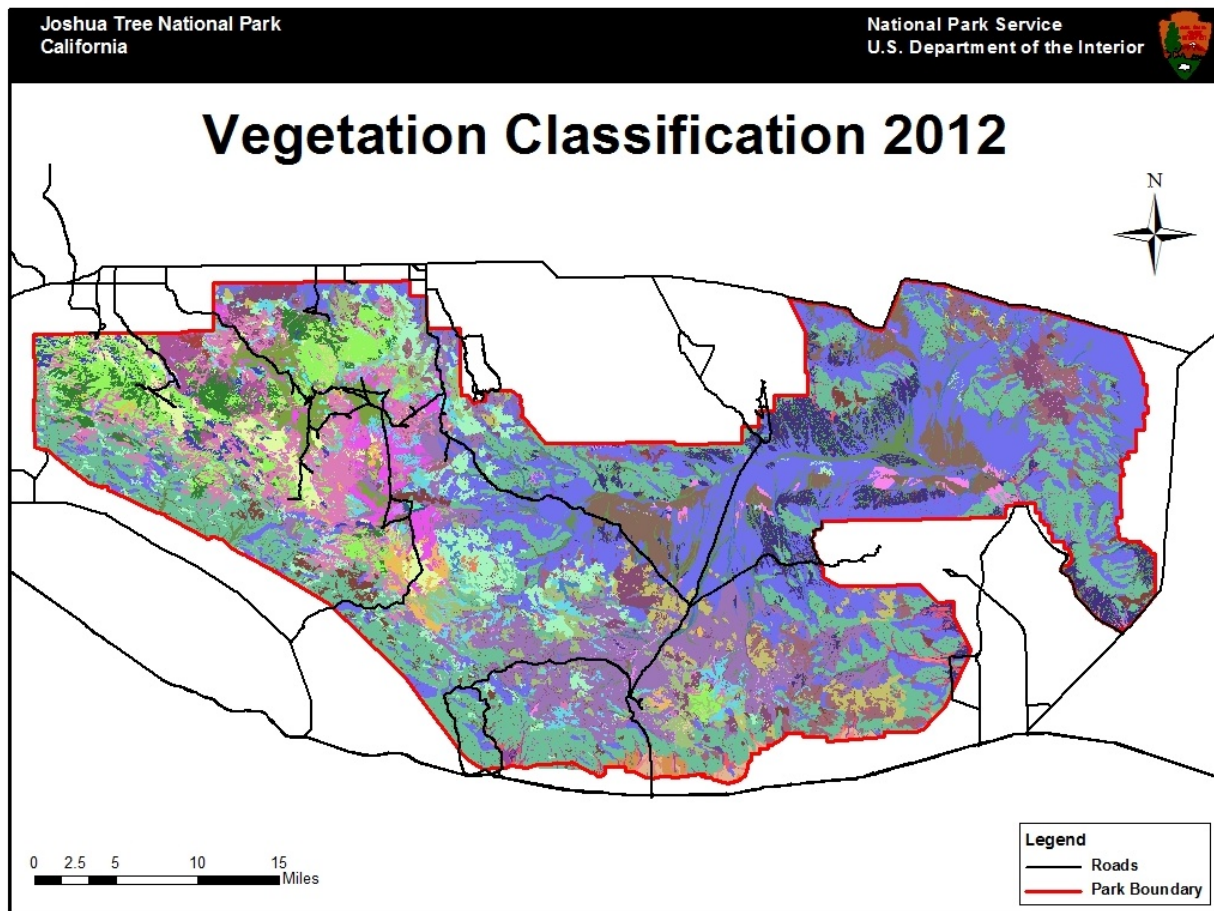 Joshua Tree National Park
California
National Park Service
U.S. Department of the Interior
Vegetation Classification 2012
N
0 2.5 5 10 15
Miles
Legend
Roads
Park Boundary